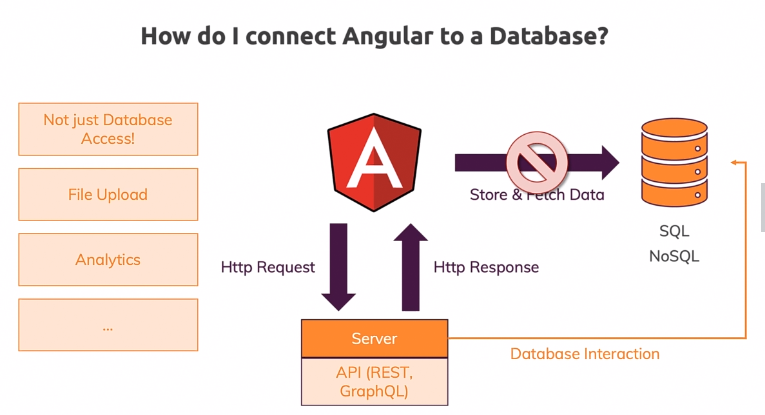 How do I connect Angular to a Database?
Not just Database
Access!
File Upload
Analytics
...
A
Store & Fetch Data
SQL
NoSQL
Http Request
Http Response
Server
API (REST,
GraphQL)
Database Interaction